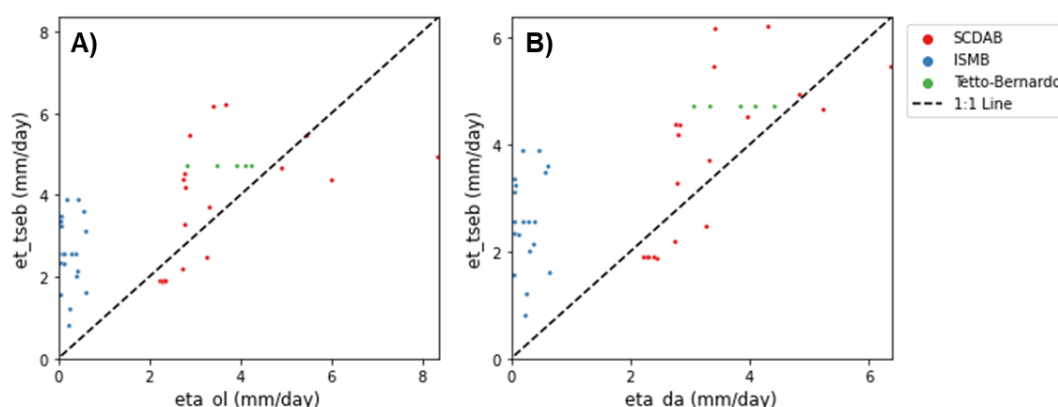 A)
8
6
4
2
0
et_tseb (mm/day)
0 2 4 6 8
eta_ol (mm/day)
B)
6
4
2
0
et_tseb (mm/day)
0 2 4 6
eta_da (mm/day)
SCDAB
ISMB
Tetto-Bernardo
1:1 Line